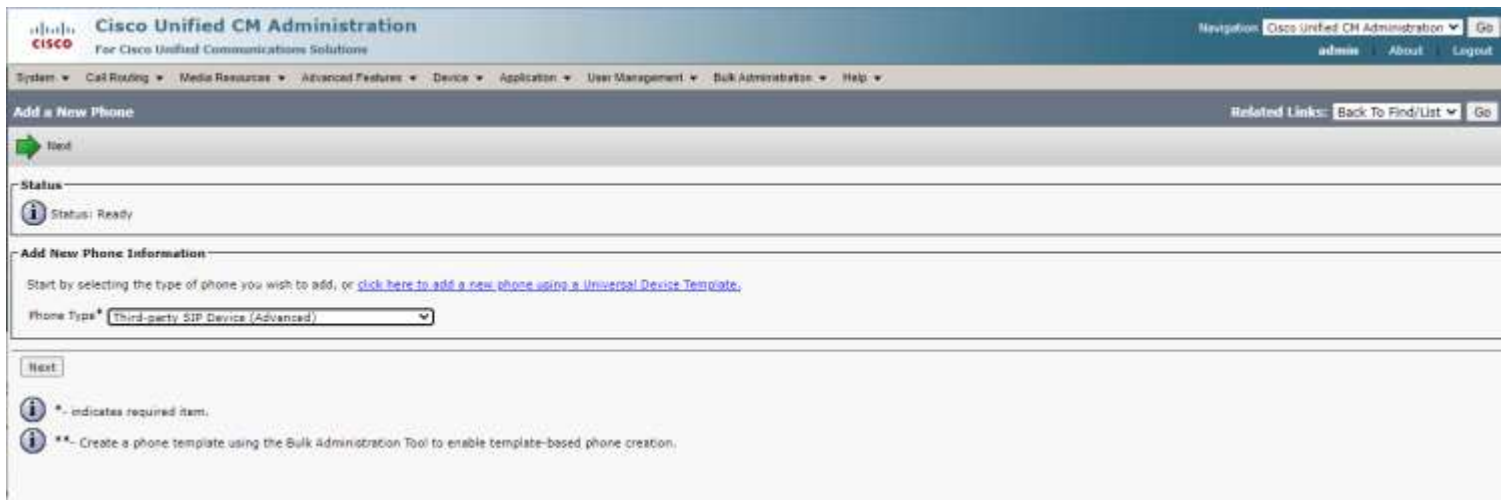 Cisco Unified CM Administration
Navigation Cisco Unified CM Administration Go
CISCO For Cisco Unified Communications Solutions
admin About Logout
System Call Routing Media Resources Advanced Features Device Application User Management Bulk Administration Help
Add a New Phone Related Links: Back To Find/List Go
Next
Status
Status: Ready
Add New Phone Information
Start by selecting the type of phone you wish to add, or click here to add a new phone using a Universal Device Template.
Phone Type* Third-party SIP Device (Advanced)
Next
*- indicates required item.
**- Create a phone template using the Bulk Administration Tool to enable template-based phone creation.